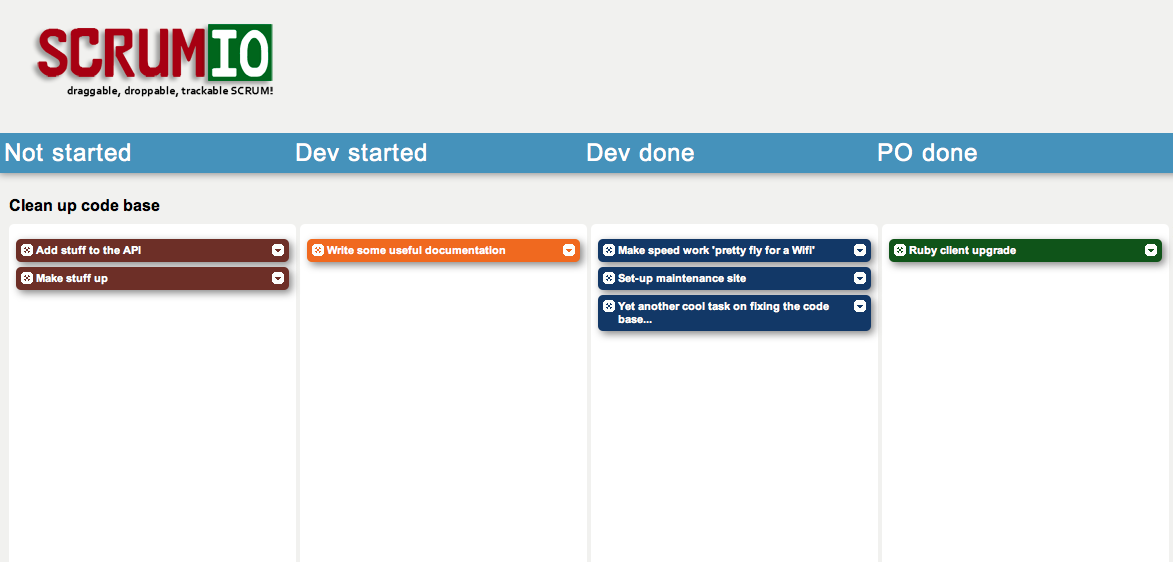 SCRUMIO
draggable, droppable, trackable SCRUM!
Not started
Dev started
Dev done
PO done
Clean up code base
Add stuff to the API
Make stuff up
Write some useful documentation
Make speed work 'pretty fly for a Wifi'
Set-up maintenance site
Yet another cool task on fixing the code
base...
Ruby client upgrade